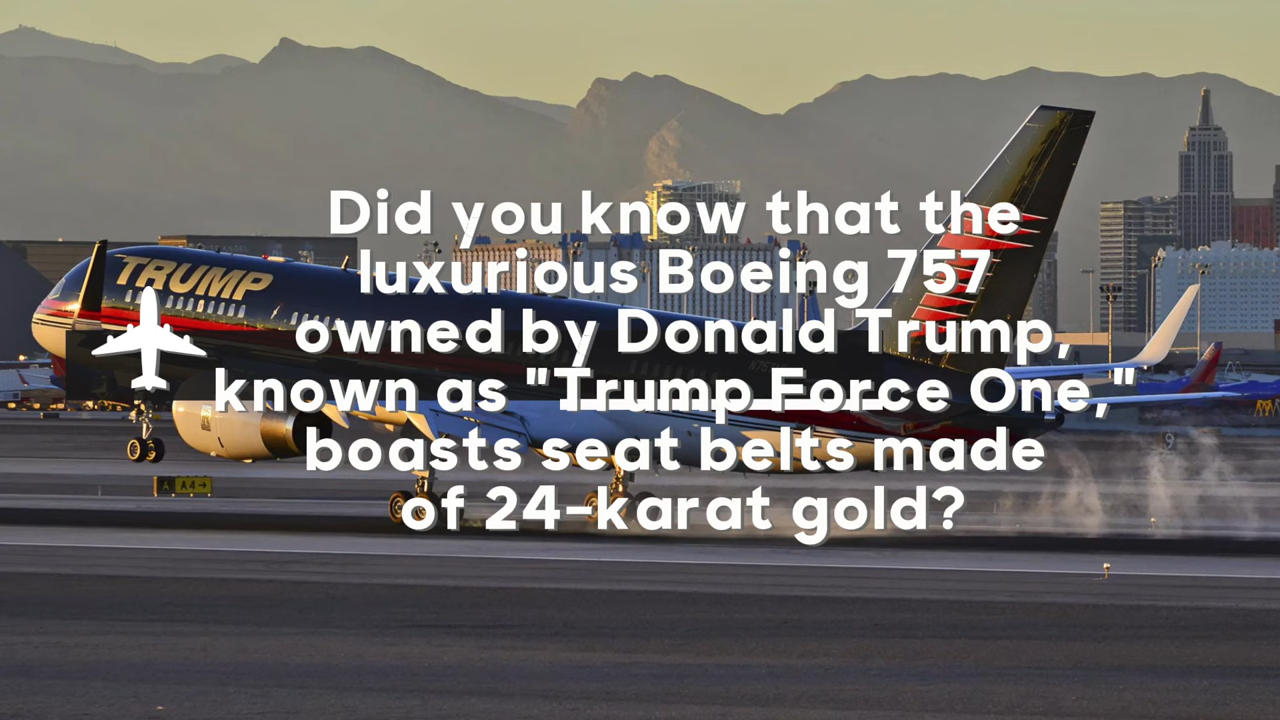 Did you know that the
luxurious Boeing 757
owned by Donald Trump,
known as "Trump Force One,"
boasts seat belts made
of 24-karat gold?
TRUMP
A A4→
9